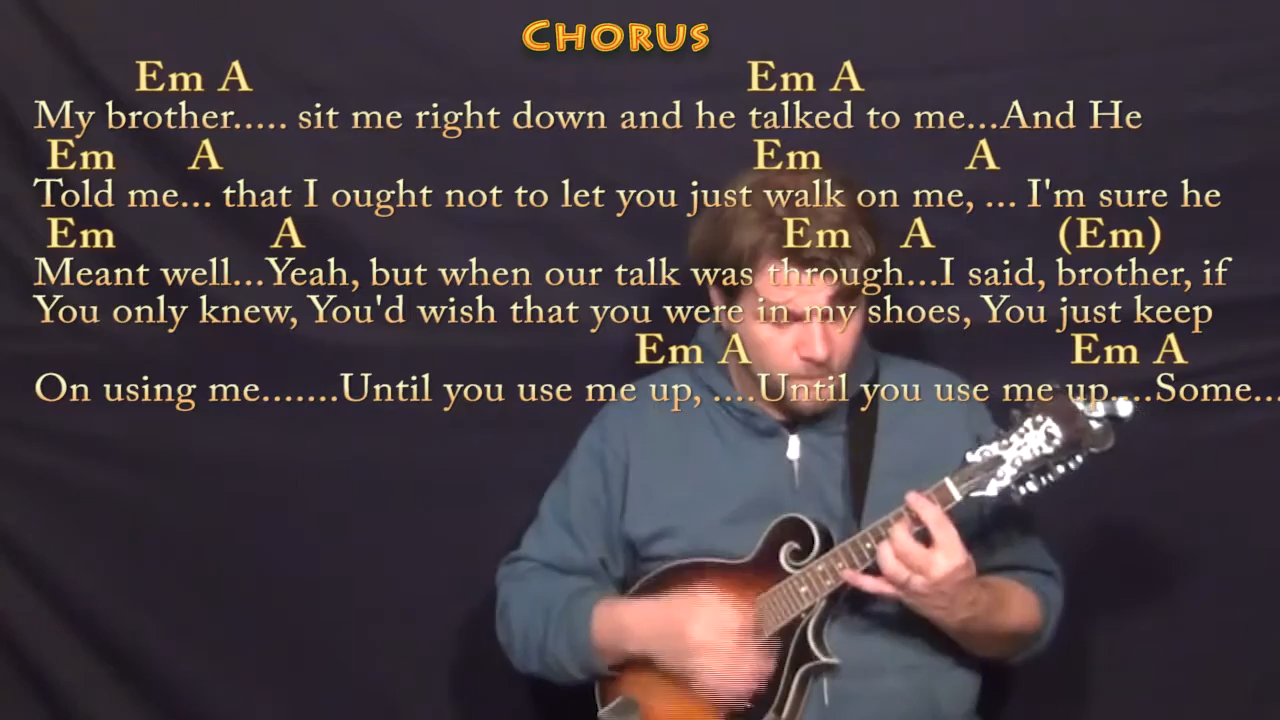 CHORUS
Em A Em A
My brother..... sit me right down and he talked to me...And He
Em A Em A
Told me... that I ought not to let you just walk on me, ... I'm sure he
Em A Em A (Em)
Meant well...Yeah, but when our talk was through...I said, brother, if
You only knew, You'd wish that you were in my shoes, You just keep
Em A Em A
On using me.......Until you use me up, ....Until you use me up....Some...